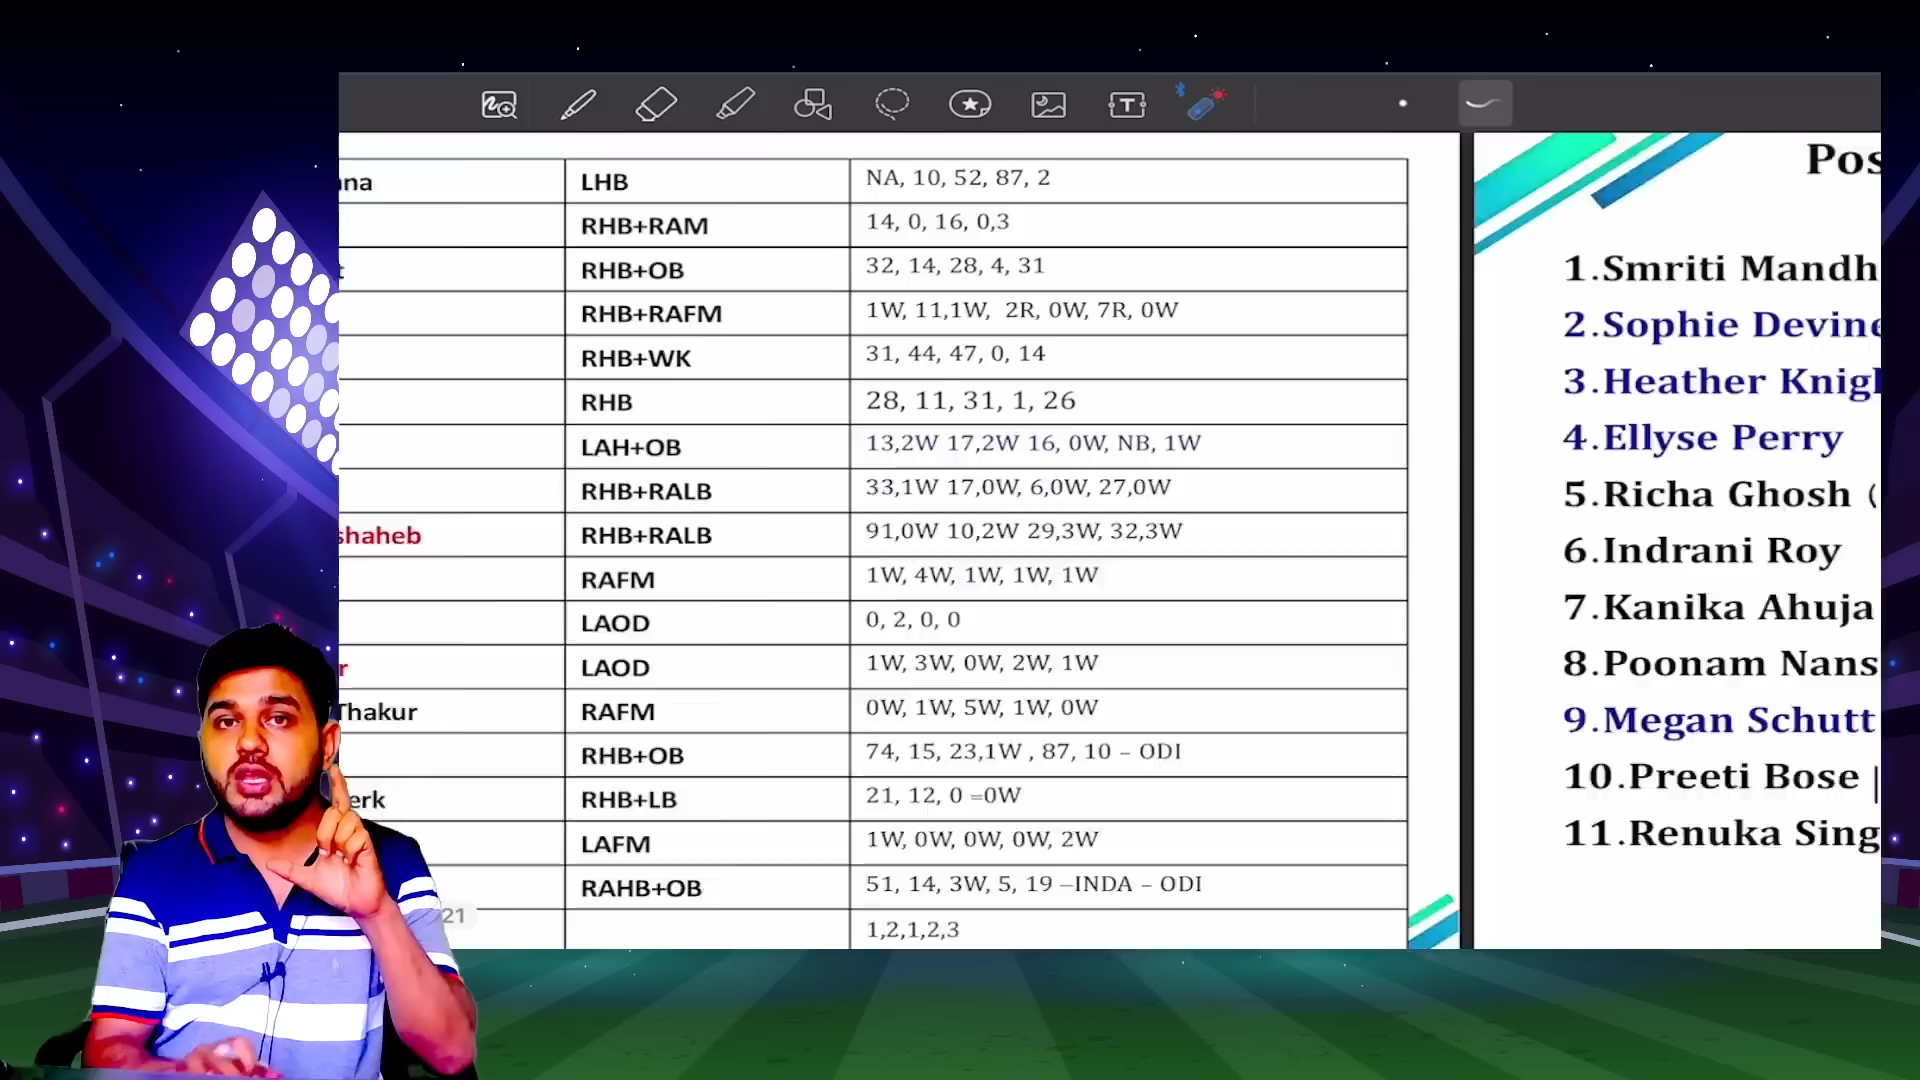 ana LHB NA, 10, 52, 87, 2
RHB+RAM 14, 0, 16, 0,3
t RHB+OB 32, 14, 28, 4, 31
RHB+RAFM 1W, 11,1W, 2R, 0W, 7R, 0W
RHB+WK 31, 44, 47, 0, 14
RHB 28, 11, 31, 1, 26
LAH+OB 13,2W 17,2W 16, 0W, NB, 1W
RHB+RALB 33,1W 17,0W, 6,0W, 27,0W
shaheb RHB+RALB 91,0W 10,2W 29,3W, 32,3W
RAFM 1W, 4W, 1W, 1W, 1W
LAOD 0, 2, 0, 0
r LAOD 1W, 3W, 0W, 2W, 1W
Thakur RAFM 0W, 1W, 5W, 1W, 0W
RHB+OB 74, 15, 23,1W , 87, 10 – ODI
erk RHB+LB 21, 12, 0 =0W
LAFM 1W, 0W, 0W, 0W, 2W
RAHB+OB 51, 14, 3W, 5, 19 –INDA – ODI
21
1,2,1,2,3
Pos
1.Smriti Mandh
2.Sophie Devine
3.Heather Knigh
4.Ellyse Perry
5.Richa Ghosh (
6.Indrani Roy
7.Kanika Ahuja
8.Poonam Nans
9.Megan Schutt
10.Preeti Bose |
11.Renuka Sing